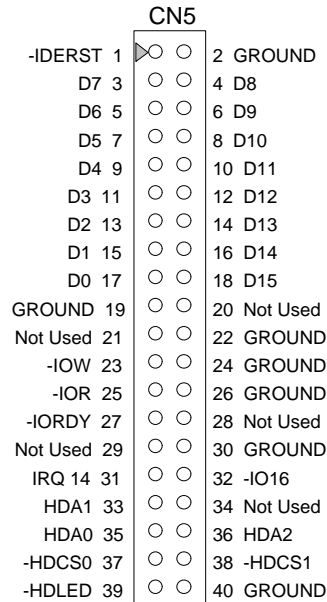 CN5
-IDERST 1 2 GROUND
D7 3 4 D8
D6 5 6 D9
D5 7 8 D10
D4 9 10 D11
D3 11 12 D12
D2 13 14 D13
D1 15 16 D14
D0 17 18 D15
GROUND 19 20 Not Used
Not Used 21 22 GROUND
-IOW 23 24 GROUND
-IOR 25 26 GROUND
-IORDY 27 28 Not Used
Not Used 29 30 GROUND
IRQ 14 31 32 -IO16
HDA1 33 34 Not Used
HDA0 35 36 HDA2
-HDCS0 37 38 -HDCS1
-HDLED 39 40 GROUND